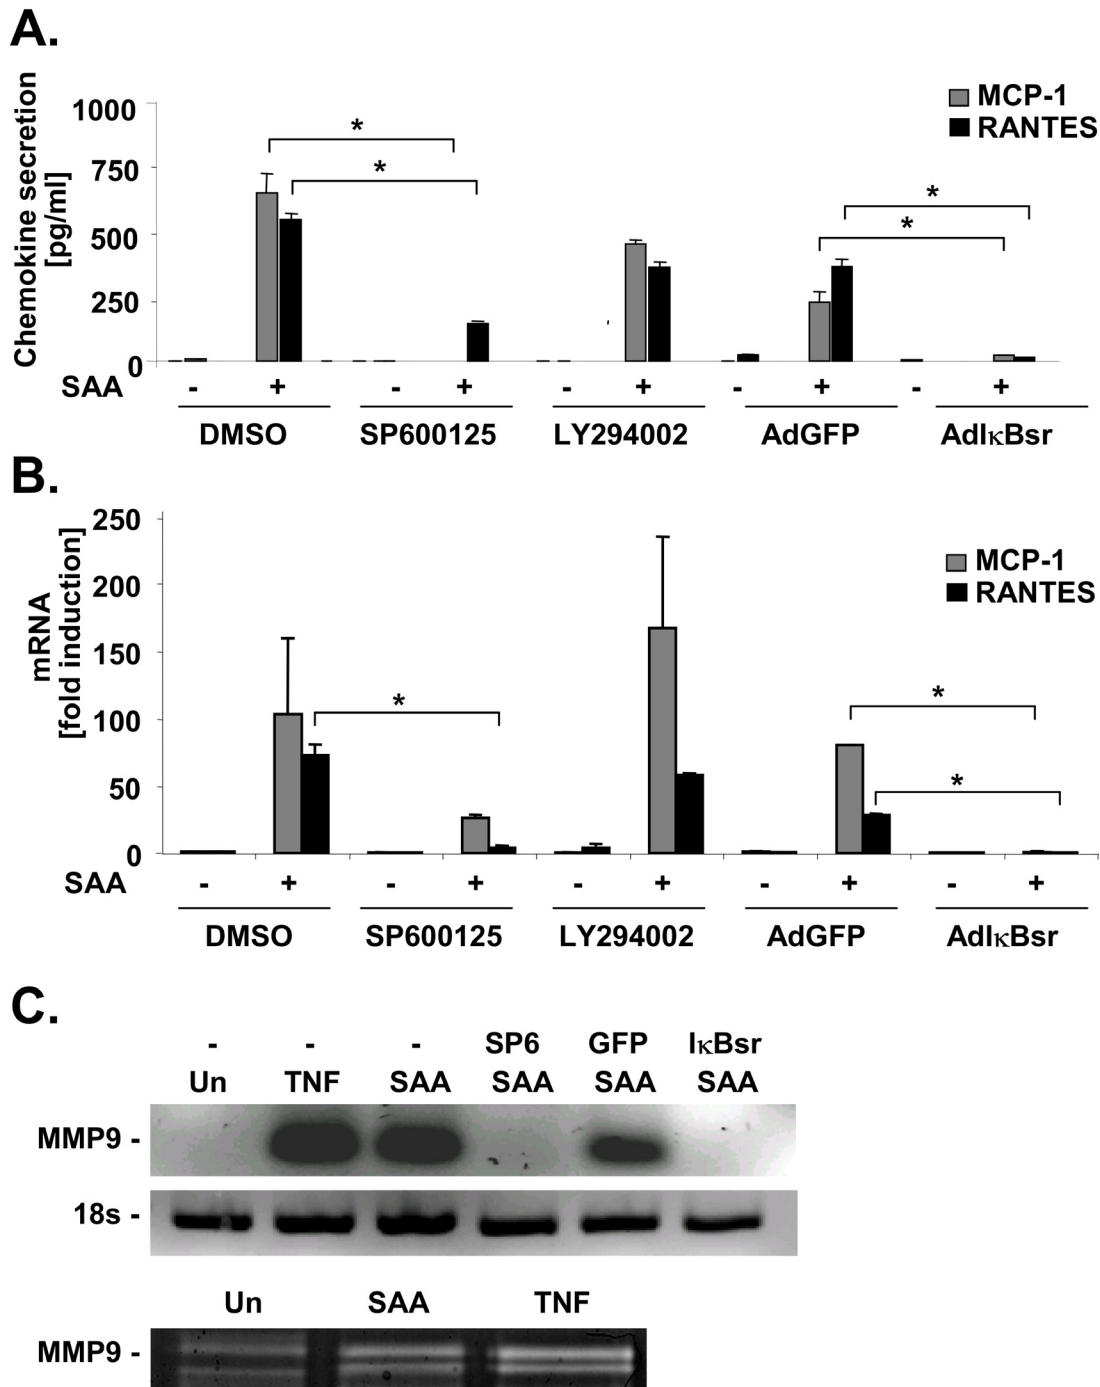 A.
Chemokine secretion
[pg/ml]
1000
750
500
250
0
MCP-1
RANTES
*
*
*
*
SAA - + - + - + - + - +
DMSO SP600125 LY294002 AdGFP AdIκBsr
B.
mRNA
[fold induction]
250
200
150
100
50
0
MCP-1
RANTES
*
*
*
SAA - + - + - + - + - +
DMSO SP600125 LY294002 AdGFP AdIκBsr
C.
- - - SP6 GFP IκBsr
Un TNF SAA SAA SAA SAA
MMP9 -
18s -
Un SAA TNF
MMP9 -